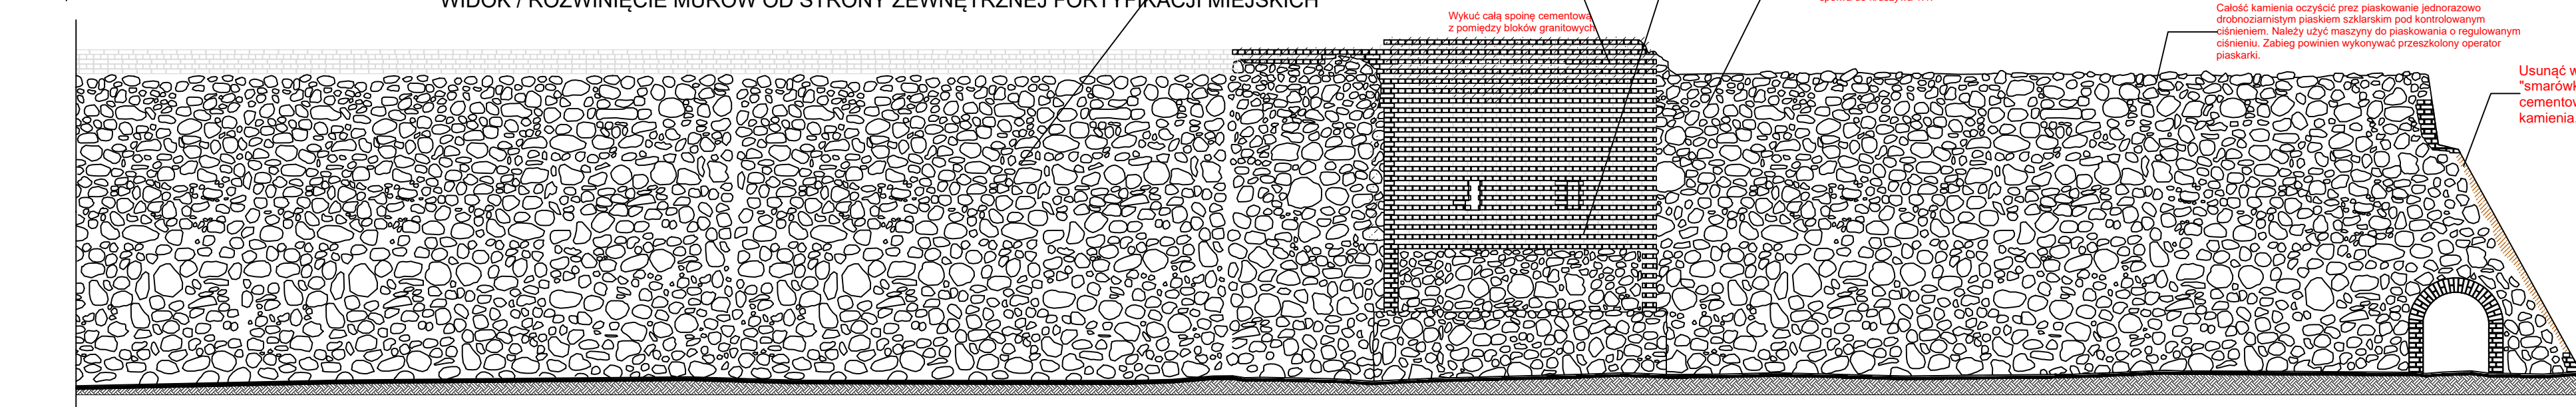 WIDOK / ROZWINIĘCIE MURÓW OD STRONY ZEWNĘTRZNEJ FORTYFIKACJI MIEJSKICH
Wykuć całą spoinę cementową
z pomiędzy bloków granitowych
Całość kamienia oczyścić prez piaskowanie jednorazowo
drobnoziarnistym piaskiem szklarskim pod kontrolowanym
ciśnieniem. Należy użyć maszyny do piaskowania o regulowanym
ciśnieniu. Zabieg powinien wykonywać przeszkolony operator
piaskarki.
Usunąć
"smarówk
cementow
kamienia.